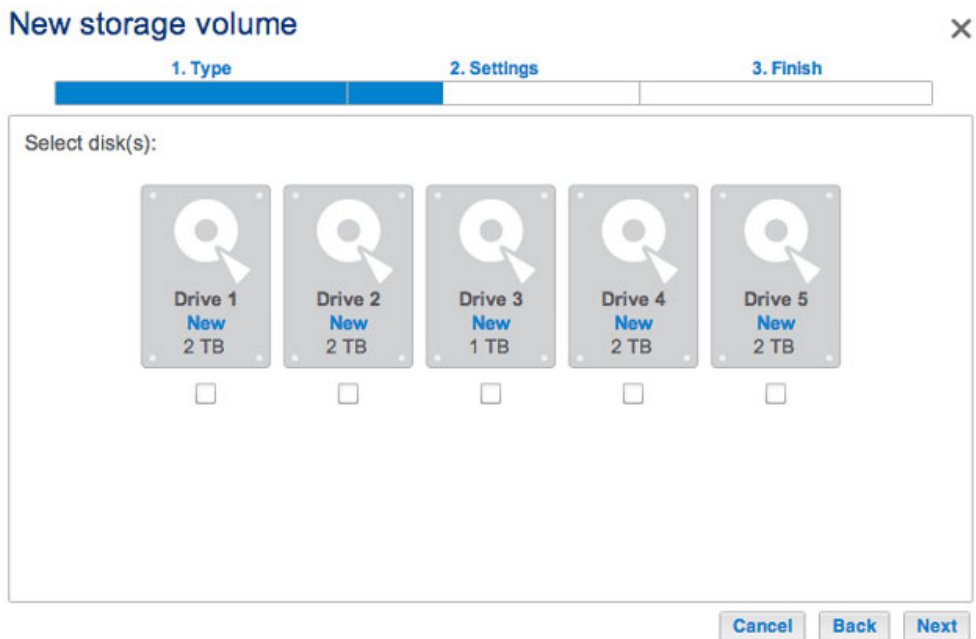 New storage volume
1. Type 2. Settings 3. Finish
Select disk(s):
Drive 1 Drive 2 Drive 3 Drive 4 Drive 5
New New New New New
2 TB 2 TB 1 TB 2 TB 2 TB
Cancel Back Next